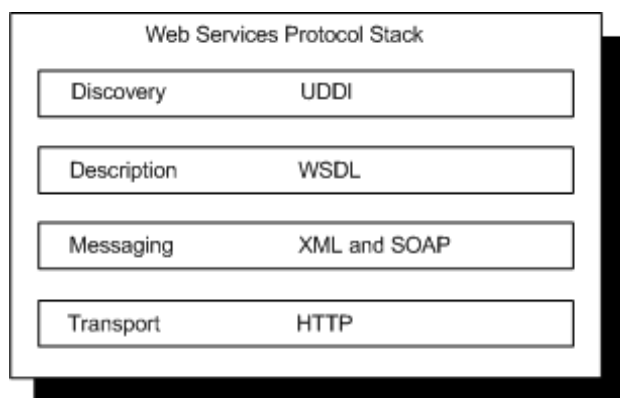 Web Services Protocol Stack
Discovery UDDI
Description WSDL
Messaging XML and SOAP
Transport HTTP